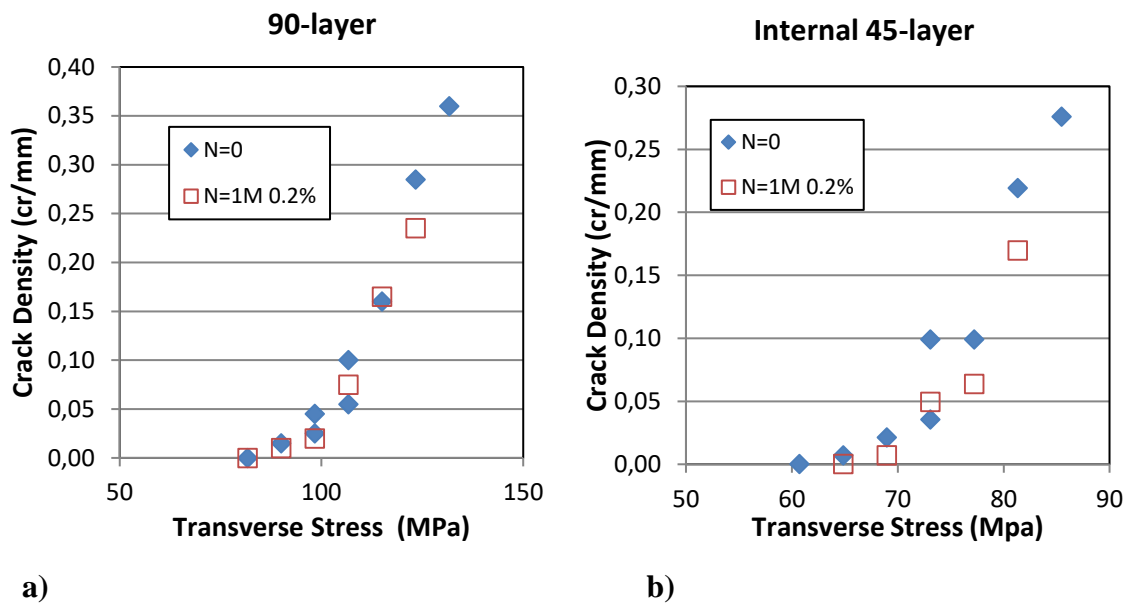 90-layer
Crack Density (cr/mm)
0,40
0,35
0,30
0,25
0,20
0,15
0,10
0,05
0,00
N=0
N=1M 0.2%
50
100
150
Transverse Stress (MPa)
a)
Internal 45-layer
Crack Density (cr/mm)
0,30
0,25
0,20
0,15
0,10
0,05
0,00
N=0
N=1M 0.2%
50
60
70
80
90
Transverse Stress (Mpa)
b)